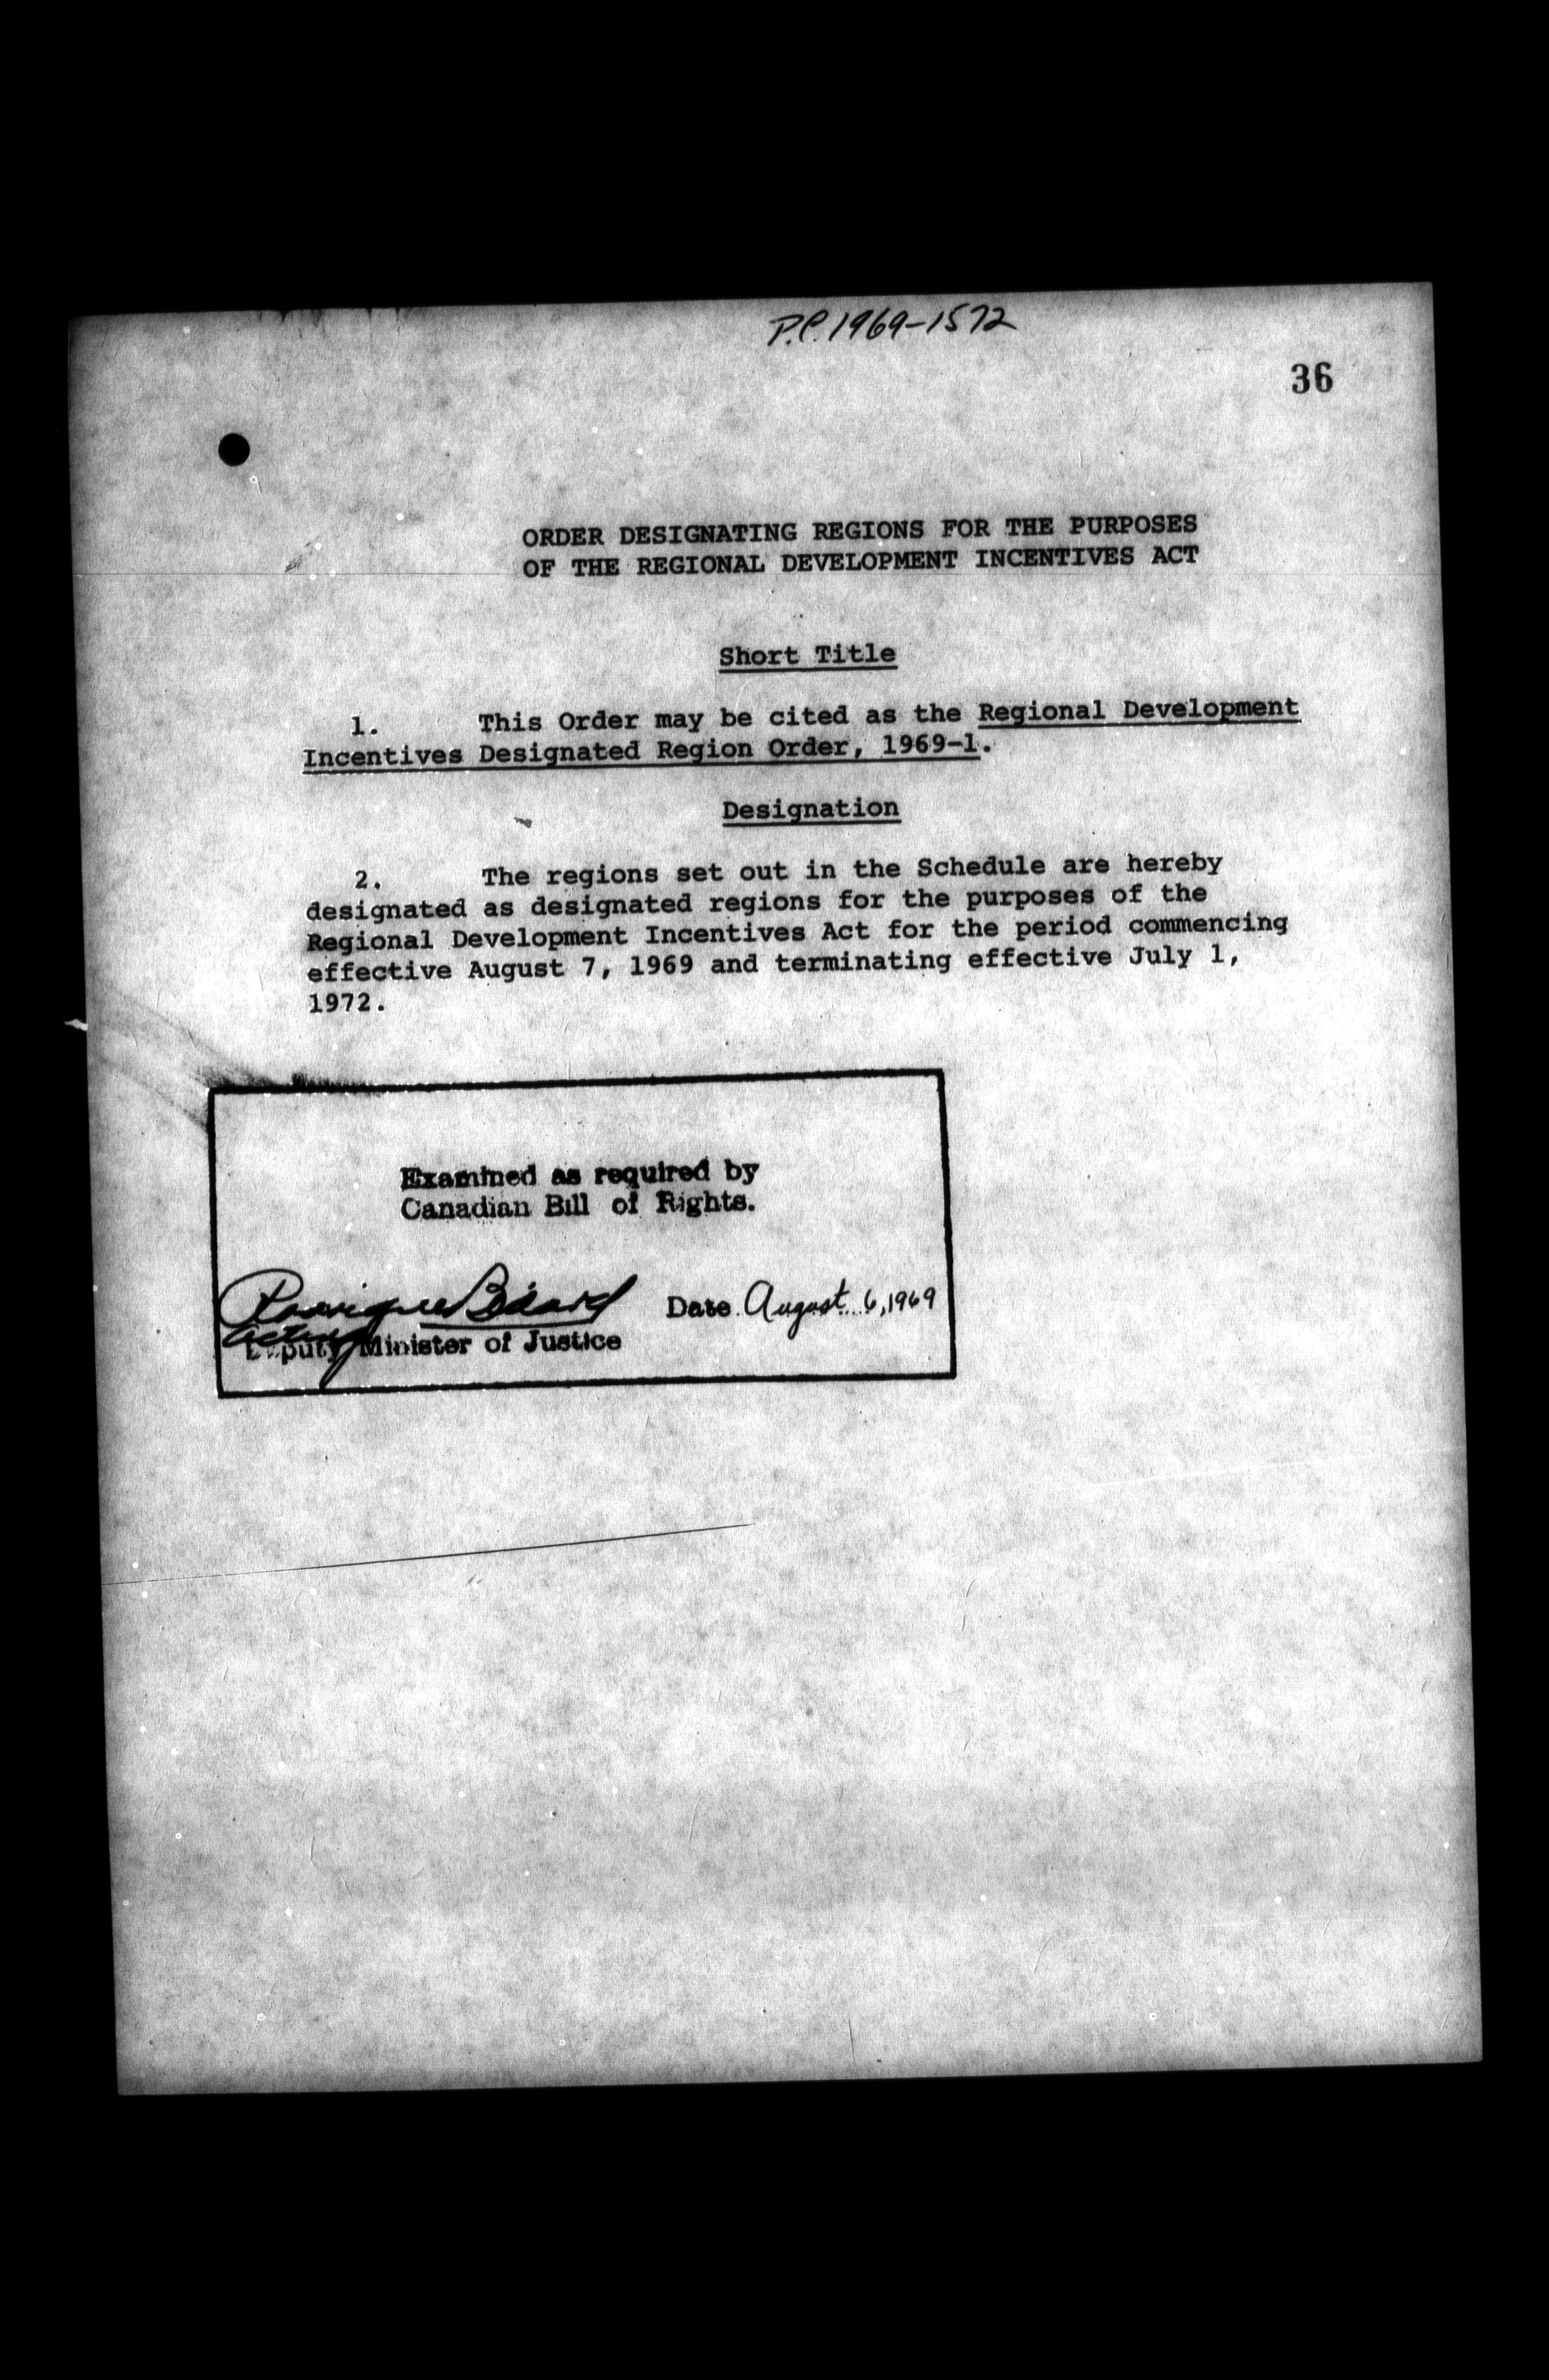 P.C. 1969-1572
36
ORDER DESIGNATING REGIONS FOR THE PURPOSES
OF THE REGIONAL DEVELOPMENT INCENTIVES ACT
Short Title
1. This Order may be cited as the Regional Development
Incentives Designated Region Order, 1969-1.
Designation
2. The regions set out in the Schedule are hereby
designated as designated regions for the purposes of the
Regional Development Incentives Act for the period commencing
effective August 7, 1969 and terminating effective July 1,
1972.
Examined as required by
Canadian Bill of Rights.
Rodrigue Bédard
Date August 6, 1969
Acting
Deputy Minister of Justice